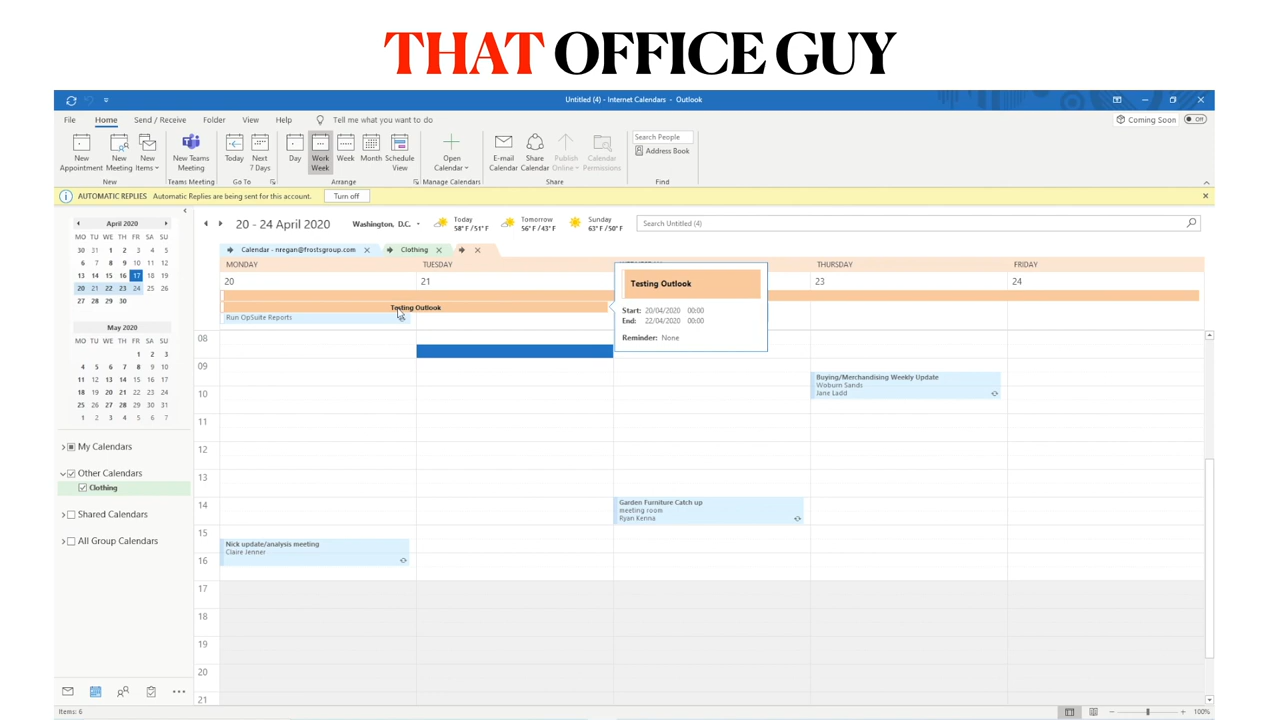 THAT OFFICE GUY
Untitled (4) - Internet Calendars - Outlook
File Home Send / Receive Folder View Help Tell me what you want to do
Coming Soon Off
New Appointment
New Meeting
New Items
New
New Teams Meeting
Teams Meeting
Today
Next 7 Days
Go To
Day
Work Week
Week
Month
Schedule View
Arrange
Open Calendar
Manage Calendars
E-mail Calendar
Share Calendar
Publish Online
Calendar Permissions
Share
Search People
Address Book
Find
AUTOMATIC REPLIES Automatic Replies are being sent for this account. Turn off
April 2020
MO TU WE TH FR SA SU
30 31 1 2 3 4 5
6 7 8 9 10 11 12
13 14 15 16 17 18 19
20 21 22 23 24 25 26
27 28 29 30
May 2020
MO TU WE TH FR SA SU
1 2 3
4 5 6 7 8 9 10
11 12 13 14 15 16 17
18 19 20 21 22 23 24
25 26 27 28 29 30 31
1 2 3 4 5 6 7
My Calendars
Other Calendars
Clothing
Shared Calendars
All Group Calendars
20 - 24 April 2020
Washington, D.C.
Today
58° F / 51° F
Tomorrow
56° F / 43° F
Sunday
63° F / 50° F
Search Untitled (4)
Calendar - nregan@frostsgroup.com
Clothing
MONDAY TUESDAY THURSDAY FRIDAY
20 21 23 24
Testing Outlook
Run OpSuite Reports
Testing Outlook
Start: 20/04/2020 00:00
End: 22/04/2020 00:00
Reminder: None
08
09
Buying/Merchandising Weekly Update
Woburn Sands
Jane Ladd
10
11
12
13
14
Garden Furniture Catch up
meeting room
Ryan Kenna
15
Nick update/analysis meeting
Claire Jenner
16
17
18
19
20
21
Items: 6
100%